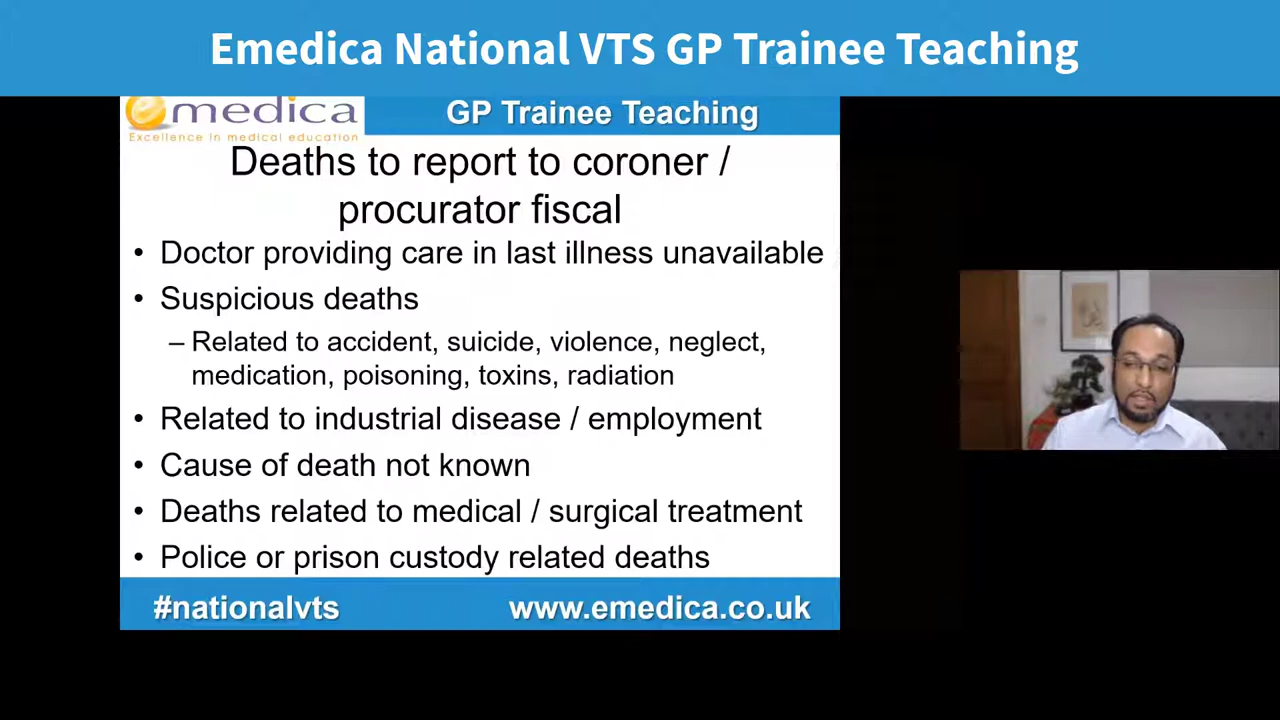 Emedica National VTS GP Trainee Teaching
emedica
Excellence in medical education
GP Trainee Teaching
Deaths to report to coroner /
procurator fiscal
• Doctor providing care in last illness unavailable
• Suspicious deaths
– Related to accident, suicide, violence, neglect,
medication, poisoning, toxins, radiation
• Related to industrial disease / employment
• Cause of death not known
• Deaths related to medical / surgical treatment
• Police or prison custody related deaths
#nationalvts
www.emedica.co.uk